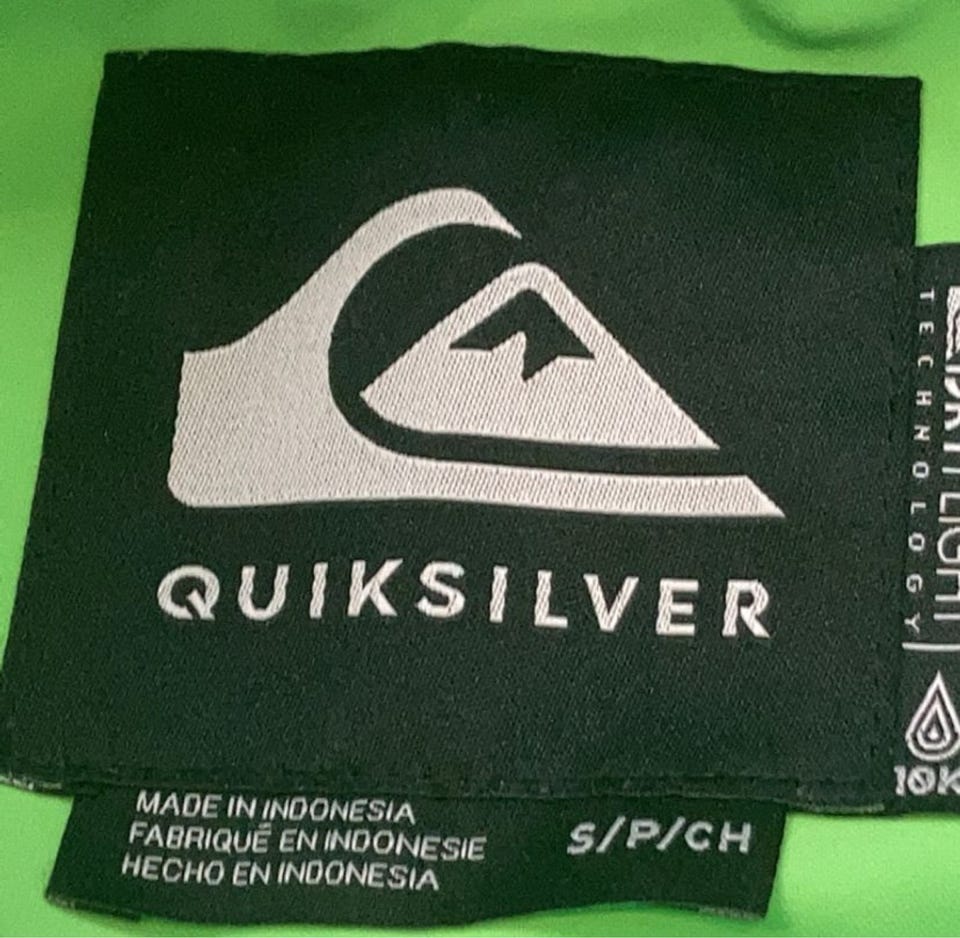 QUIKSILVER
MADE IN INDONESIA
FABRIQUÉ EN INDONESIE
HECHO EN INDONESIA
S/P/CH
TECHNOLOGY
10K